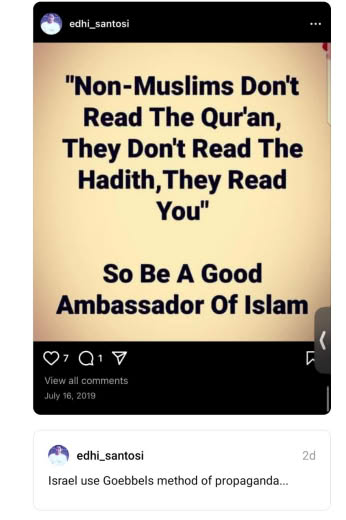 edhi_santosi
"Non-Muslims Don't
Read The Qur'an,
They Don't Read The
Hadith,They Read
You"
So Be A Good
Ambassador Of Islam
7 1
View all comments
July 16, 2019
edhi_santosi 2d
Israel use Goebbels method of propaganda...